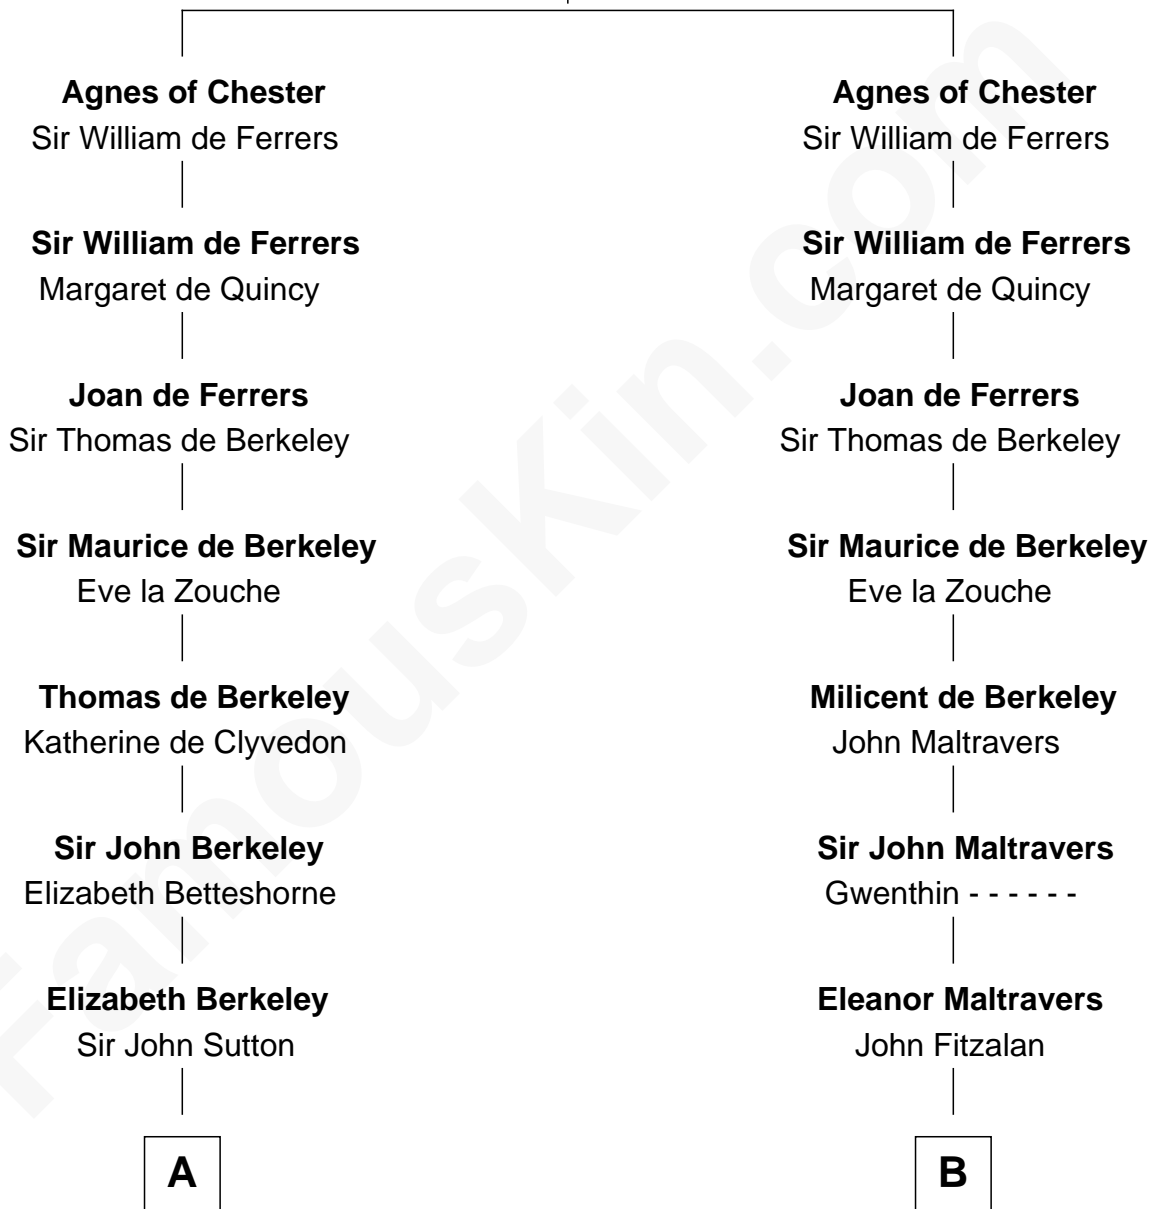 Agnes of Chester
Sir William de Ferrers
Agnes of Chester
Sir William de Ferrers
Sir William de Ferrers
Margaret de Quincy
Sir William de Ferrers
Margaret de Quincy
Joan de Ferrers
Sir Thomas de Berkeley
Joan de Ferrers
Sir Thomas de Berkeley
Sir Maurice de Berkeley
Eve la Zouche
Sir Maurice de Berkeley
Eve la Zouche
Thomas de Berkeley
Katherine de Clyvedon
Milicent de Berkeley
John Maltravers
Sir John Berkeley
Elizabeth Betteshorne
Sir John Maltravers
Gwenthin - - - - - -
Elizabeth Berkeley
Sir John Sutton
Eleanor Maltravers
John Fitzalan
A
B
FamousKin.com